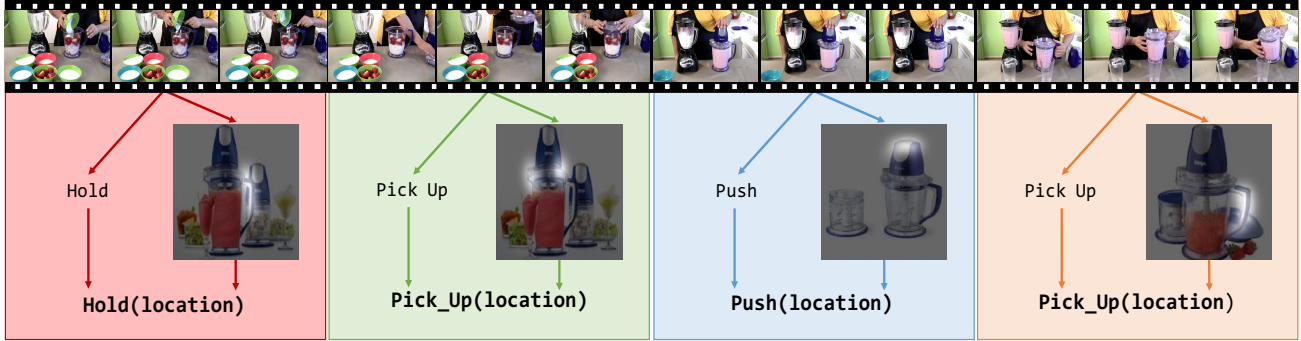 Hold
Pick Up
Push
Pick Up
Hold(location)
Pick_Up(location)
Push(location)
Pick_Up(location)